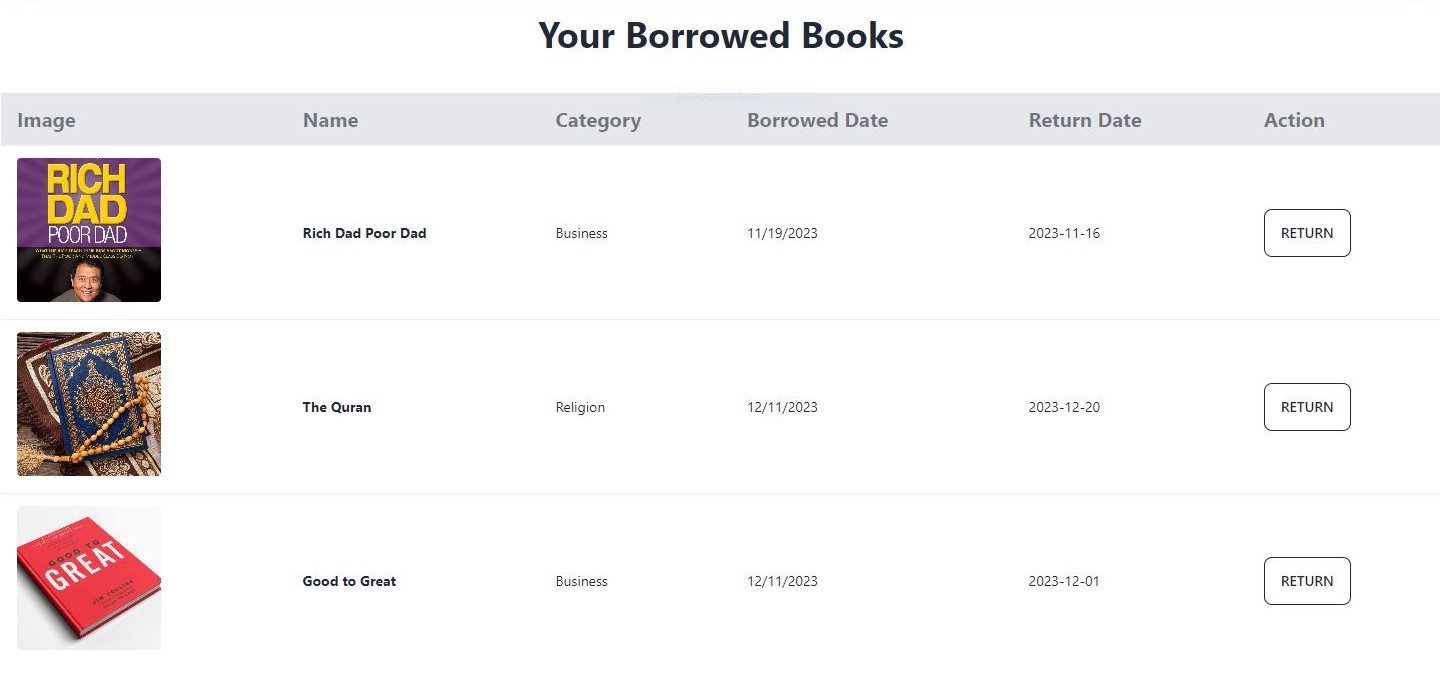 Your Borrowed Books
Image Name Category Borrowed Date Return Date Action
RICH
DAD
POOR DAD
Rich Dad Poor Dad Business 11/19/2023 2023-11-16 RETURN
The Quran Religion 12/11/2023 2023-12-20 RETURN
GOOD TO
GREAT
JIM COLLINS
Good to Great Business 12/11/2023 2023-12-01 RETURN